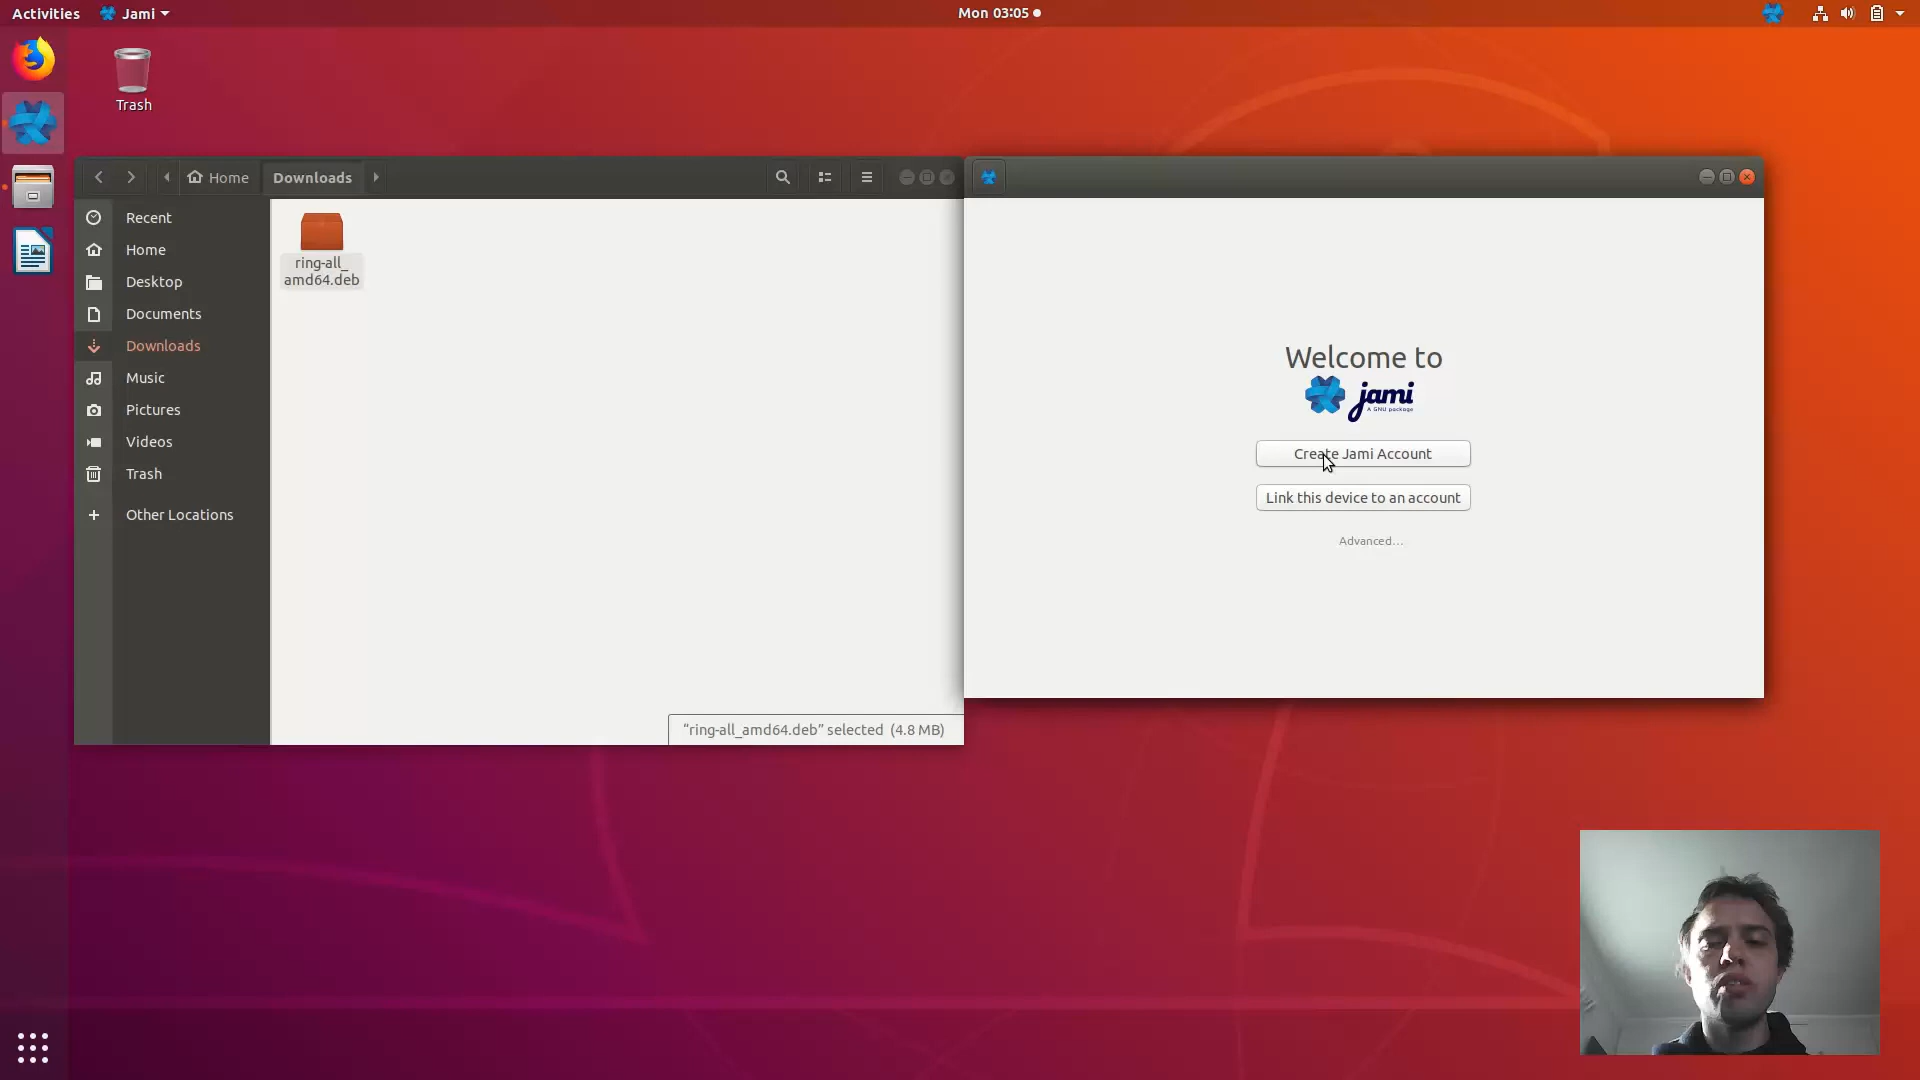 Activities
Jami
Mon 03:05
Trash
Home
Downloads
Recent
Home
Desktop
Documents
Downloads
Music
Pictures
Videos
Trash
Other Locations
ring-all_
amd64.deb
“ring-all_amd64.deb” selected (4.8 MB)
Welcome to
jami
A GNU package
Create Jami Account
Link this device to an account
Advanced...